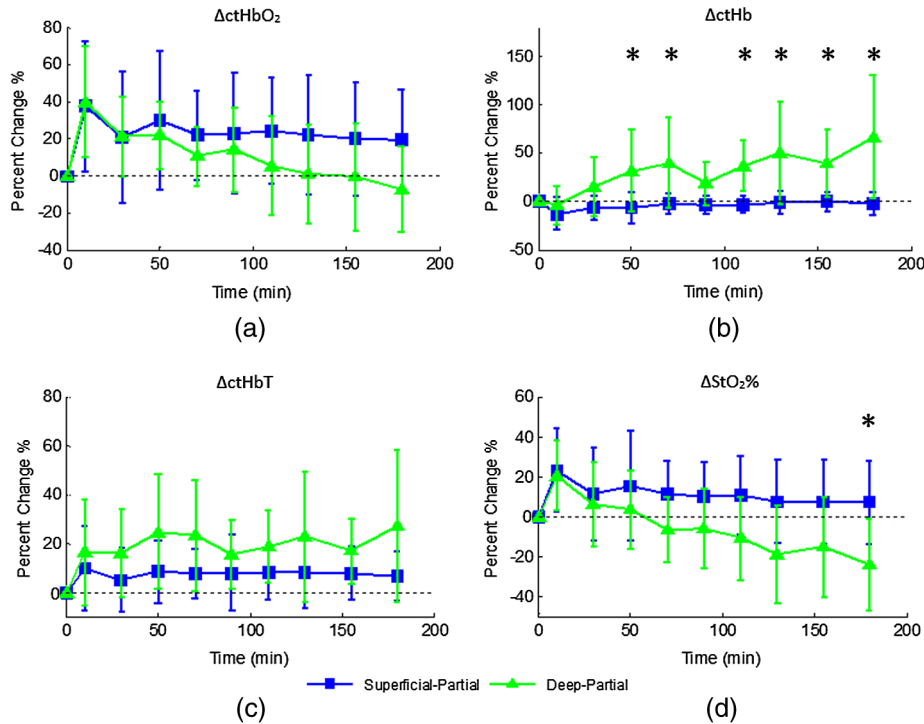 ΔctHbO₂
Percent Change %
80
60
40
20
0
-20
-40
0 50 100 150 200
Time (min)
(a)
ΔctHb
Percent Change %
150
100
50
0
-50
* * * * * *
0 50 100 150 200
Time (min)
(b)
ΔctHbT
Percent Change %
80
60
40
20
0
0 50 100 150 200
Time (min)
(c)
ΔStO₂%
Percent Change %
60
40
20
0
-20
-40
*
0 50 100 150 200
Time (min)
(d)
Superficial-Partial Deep-Partial